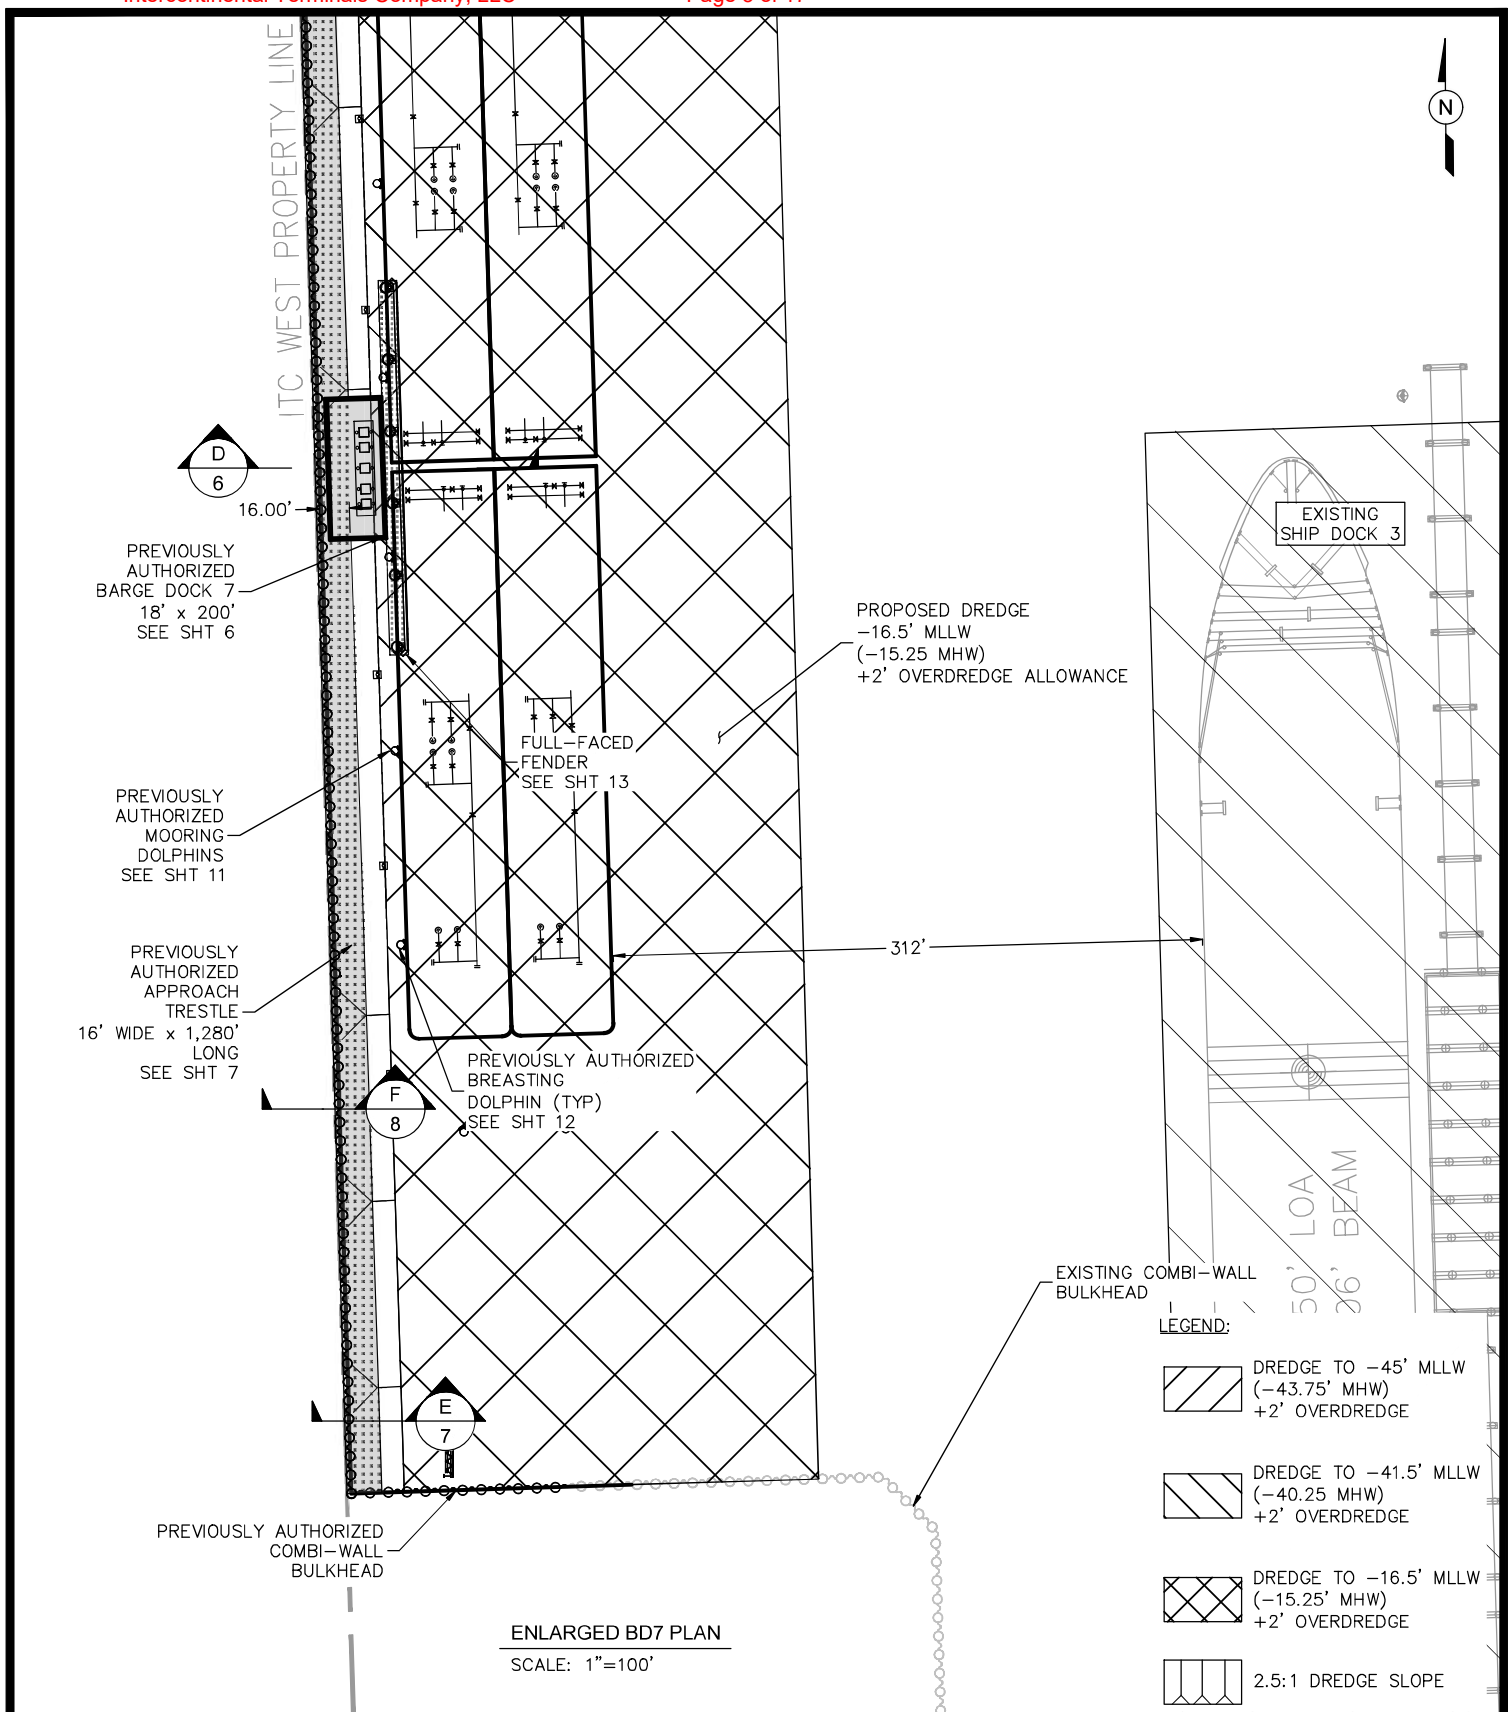 N
ITC WEST PROPERTY LINE
D
6
16.00'
PREVIOUSLY
AUTHORIZED
BARGE DOCK 7
18' x 200'
SEE SHT 6
EXISTING
SHIP DOCK 3
PROPOSED DREDGE
-16.5' MLLW
(-15.25 MHW)
+2' OVERDREDGE ALLOWANCE
FULL-FACED
FENDER
SEE SHT 13
PREVIOUSLY
AUTHORIZED
MOORING
DOLPHINS
SEE SHT 11
312'
PREVIOUSLY
AUTHORIZED
APPROACH
TRESTLE
16' WIDE x 1,280'
LONG
SEE SHT 7
PREVIOUSLY AUTHORIZED
BREASTING
DOLPHIN (TYP)
SEE SHT 12
F
8
LOA
BEAM
EXISTING COMBI-WALL
BULKHEAD
E
7
PREVIOUSLY AUTHORIZED
COMBI-WALL
BULKHEAD
LEGEND:
DREDGE TO -45' MLLW
(-43.75' MHW)
+2' OVERDREDGE
DREDGE TO -41.5' MLLW
(-40.25 MHW)
+2' OVERDREDGE
DREDGE TO -16.5' MLLW
(-15.25' MHW)
+2' OVERDREDGE
2.5:1 DREDGE SLOPE
ENLARGED BD7 PLAN
SCALE: 1"=100'